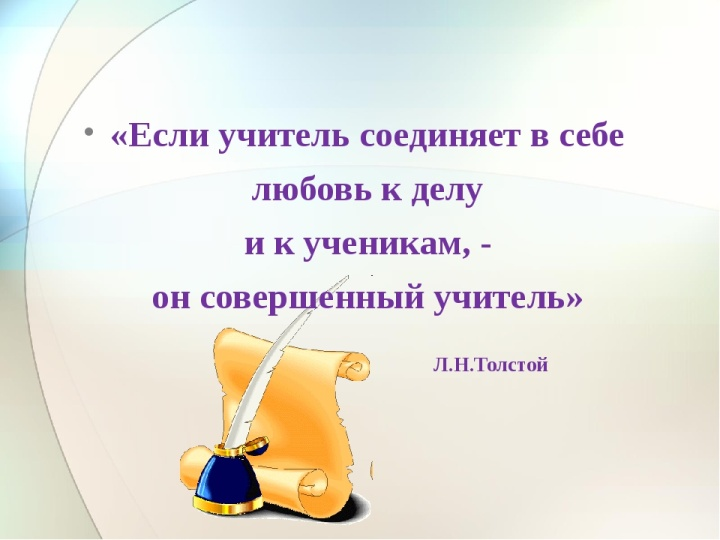 • «Если учитель соединяет в себе
любовь к делу
и к ученикам, -
он совершенный учитель»
Л.Н.Толстой